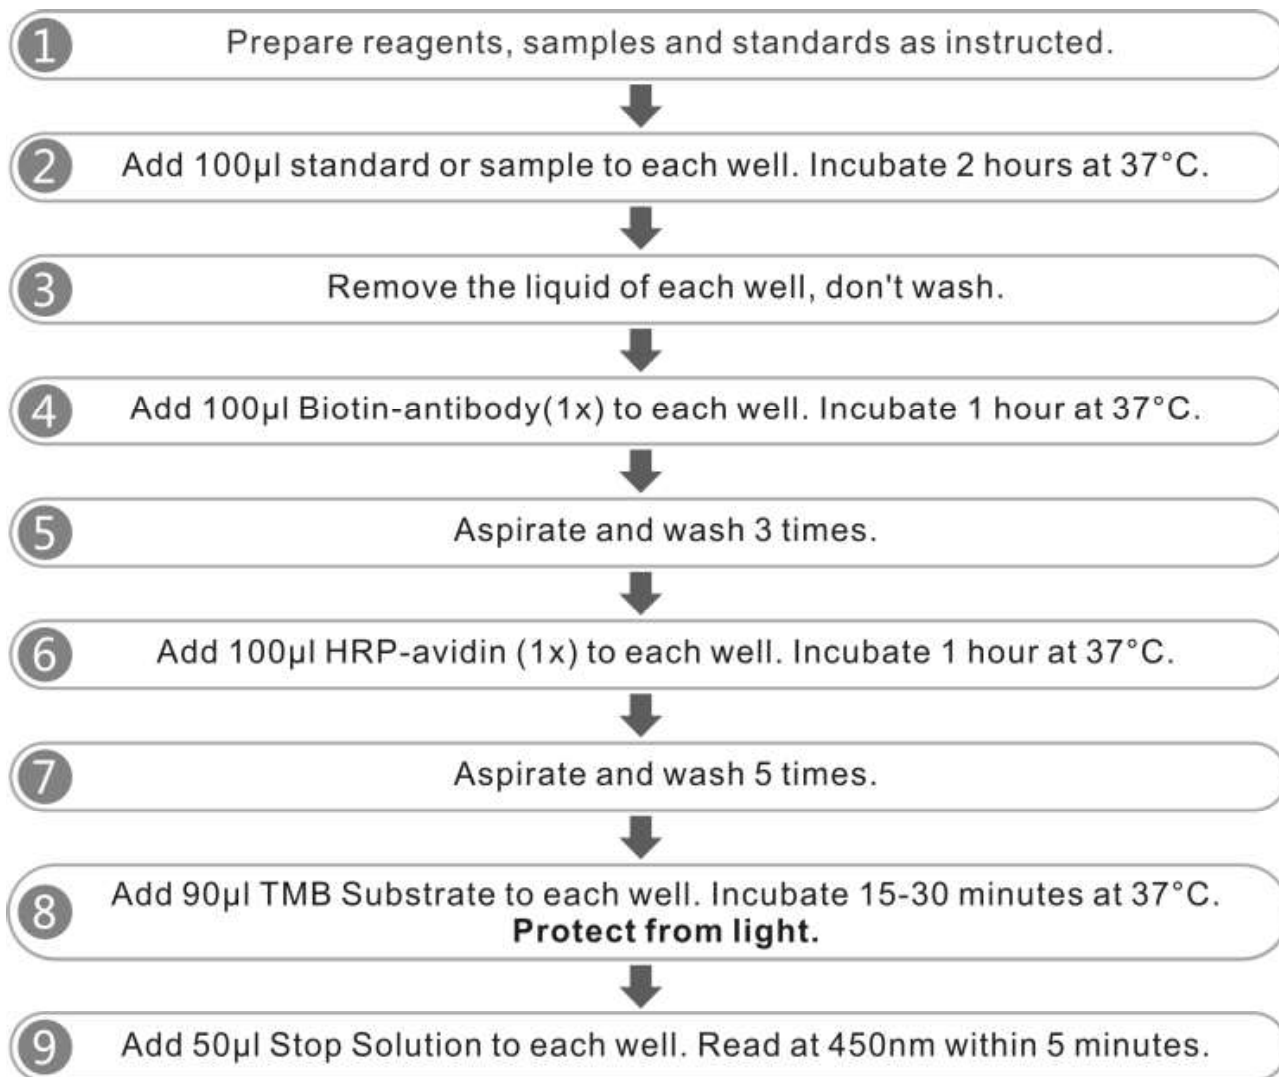 1 Prepare reagents, samples and standards as instructed.
2 Add 100μl standard or sample to each well. Incubate 2 hours at 37°C.
3 Remove the liquid of each well, don't wash.
4 Add 100μl Biotin-antibody(1x) to each well. Incubate 1 hour at 37°C.
5 Aspirate and wash 3 times.
6 Add 100μl HRP-avidin (1x) to each well. Incubate 1 hour at 37°C.
7 Aspirate and wash 5 times.
8 Add 90μl TMB Substrate to each well. Incubate 15-30 minutes at 37°C.
Protect from light.
9 Add 50μl Stop Solution to each well. Read at 450nm within 5 minutes.